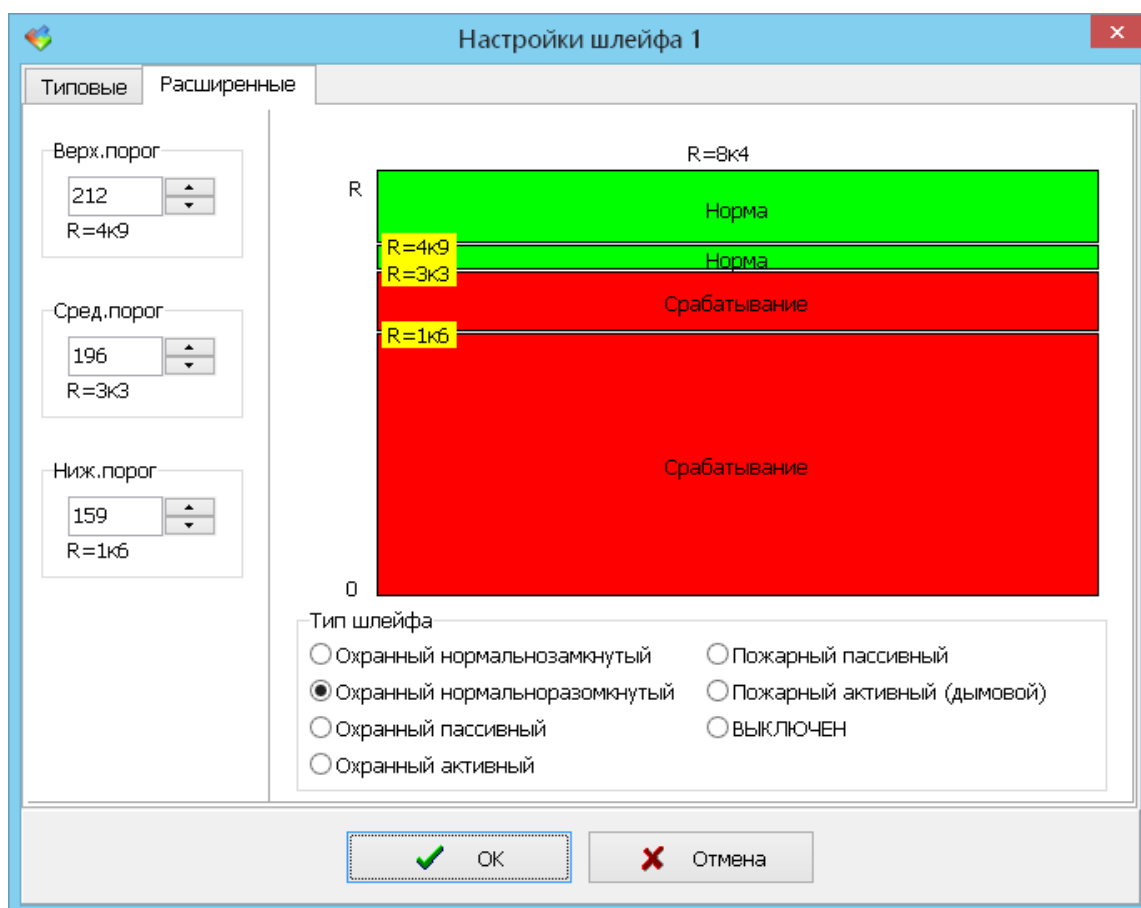 Настройки шлейфа 1
Типовые
Расширенные
Верх.порог
212
R=4к9
Сред.порог
196
R=3к3
Ниж.порог
159
R=1к6
R=8к4
R
Норма
R=4к9
Норма
R=3к3
Срабатывание
R=1к6
Срабатывание
0
Тип шлейфа
Охранный нормальнозамкнутый
Пожарный пассивный
Охранный нормальноразомкнутый
Пожарный активный (дымовой)
Охранный пассивный
ВЫКЛЮЧЕН
Охранный активный
OK
Отмена